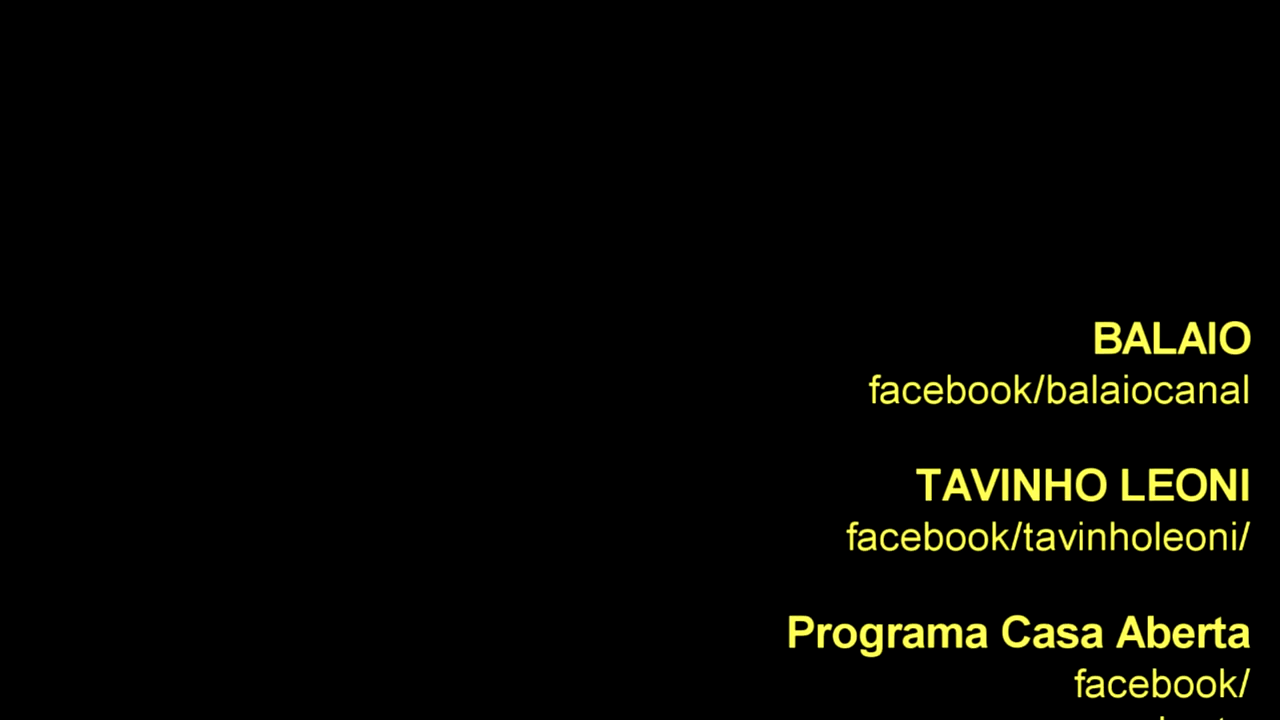 BALAIO
facebook/balaiocanal
TAVINHO LEONI
facebook/tavinholeoni/
Programa Casa Aberta
facebook/